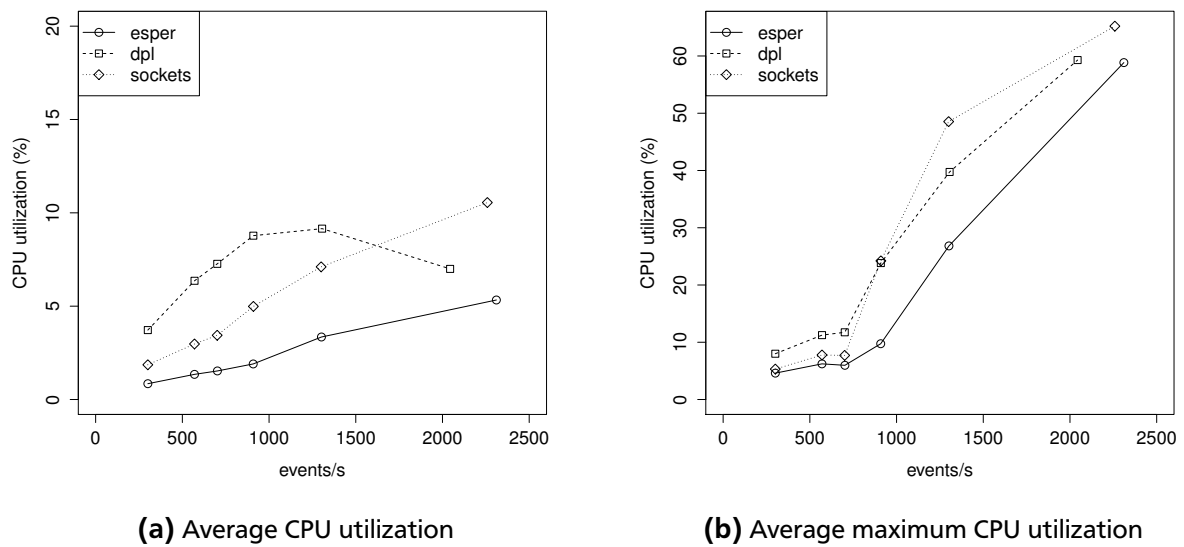 esper
dpl
sockets
CPU utilization (%)
0
5
10
15
20
0
500
1000
1500
2000
2500
events/s
(a) Average CPU utilization
esper
dpl
sockets
CPU utilization (%)
0
10
20
30
40
50
60
0
500
1000
1500
2000
2500
events/s
(b) Average maximum CPU utilization